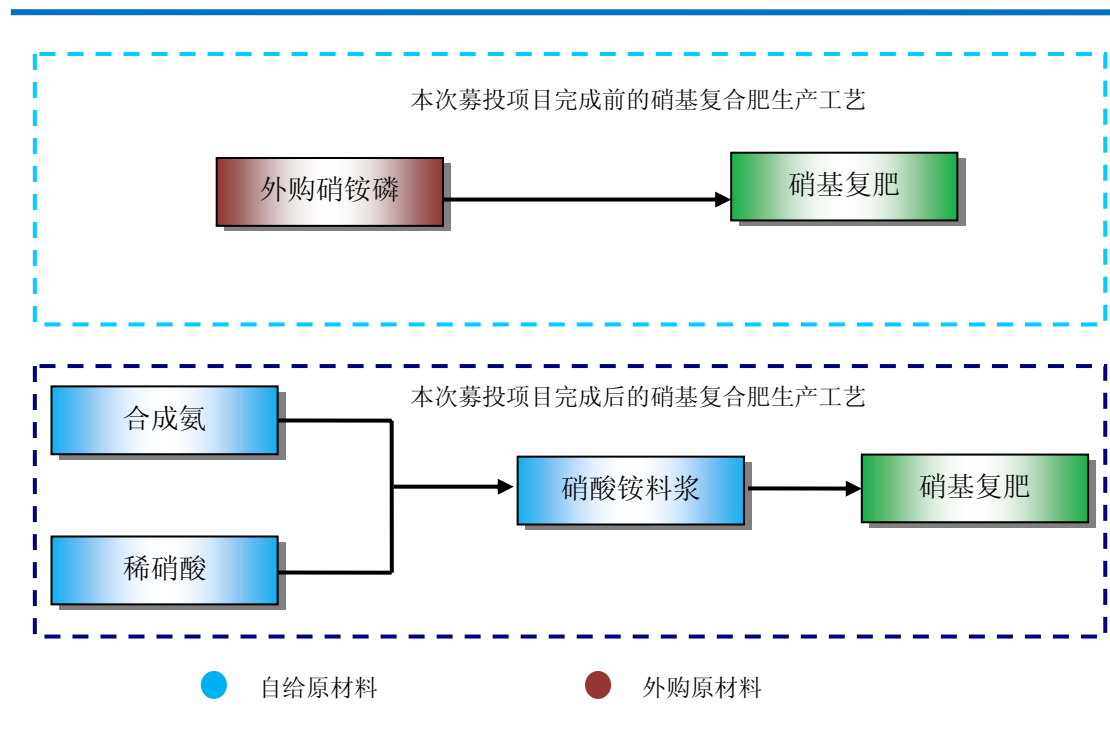 本次募投项目完成前的硝基复合肥生产工艺
外购硝铵磷
硝基复肥
本次募投项目完成后的硝基复合肥生产工艺
合成氨
硝酸铵料浆
硝基复肥
稀硝酸
自给原材料
外购原材料